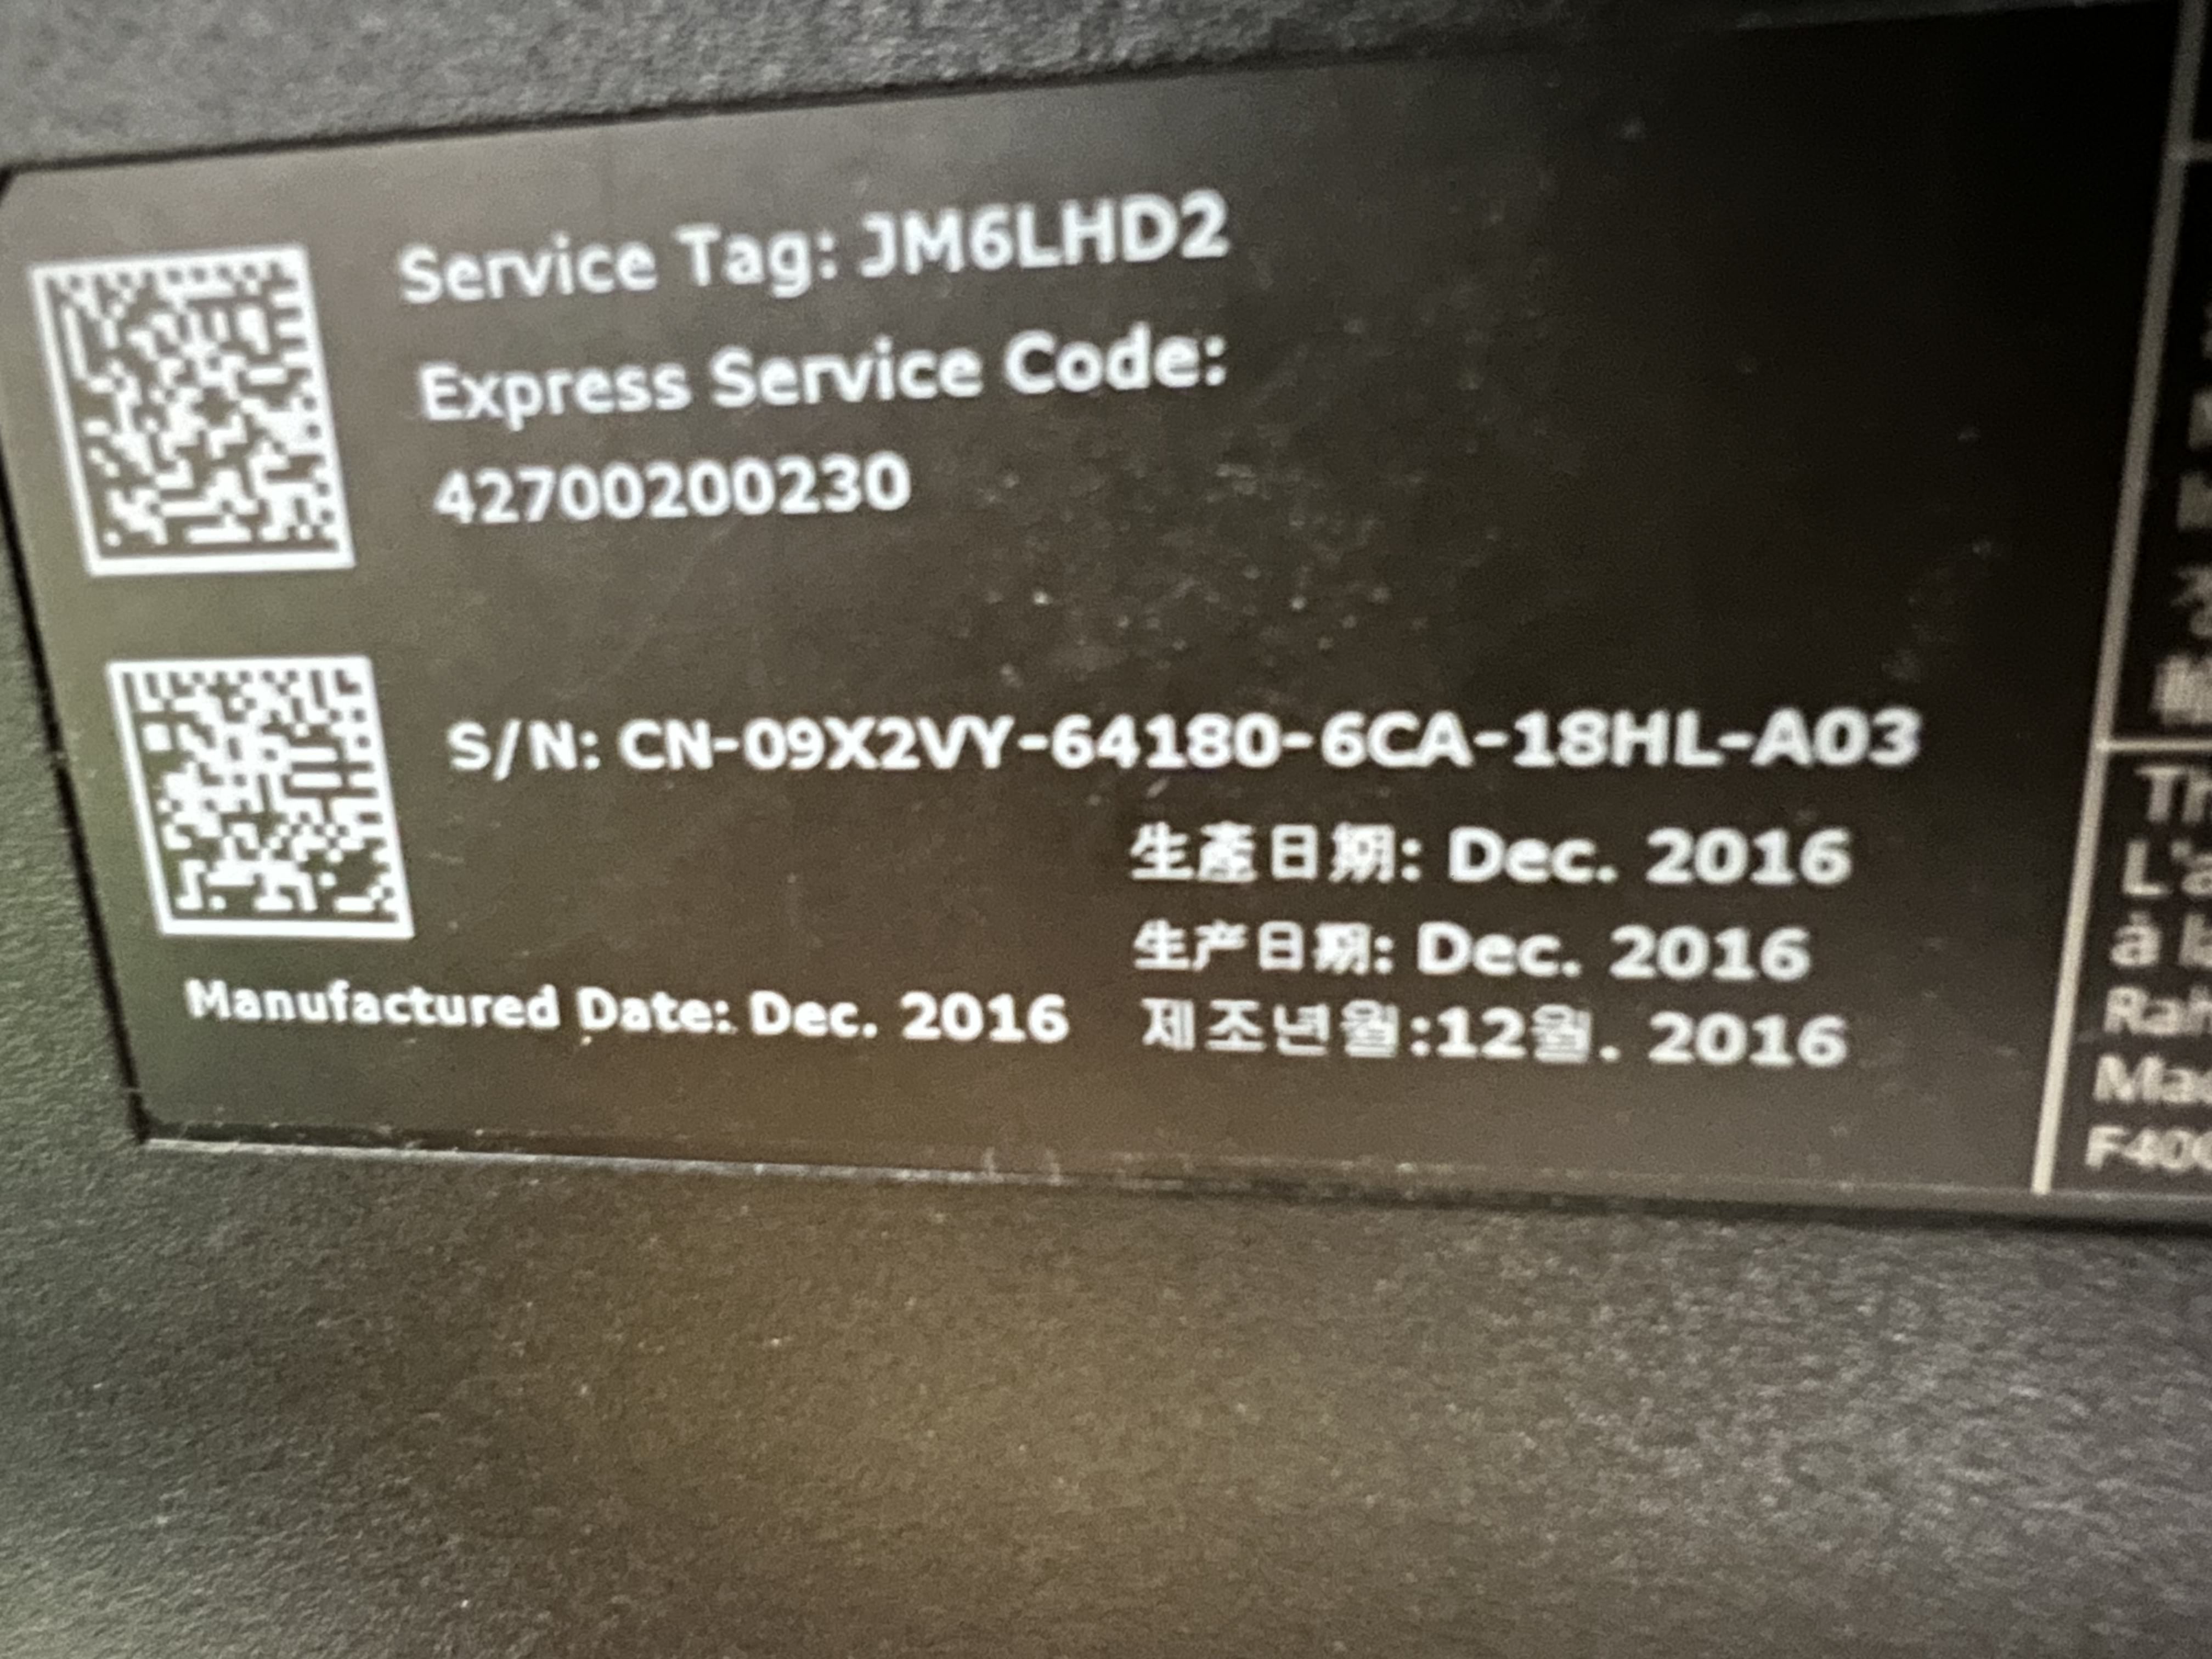 Service Tag: JM6LHD2
Express Service Code:
42700200230
S/N: CN-09X2VY-64180-6CA-18HL-A03
生產日期: Dec. 2016
生产日期: Dec. 2016
Manufactured Date: Dec. 2016
제조년월:12월. 2016